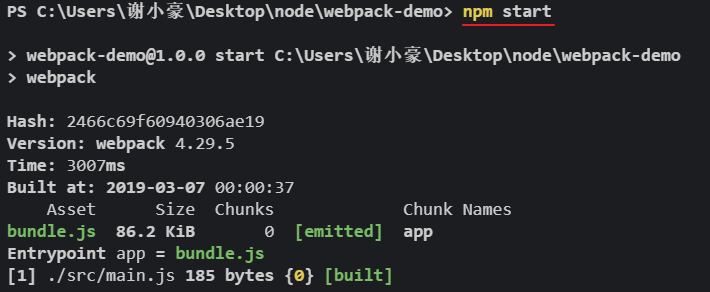 PS C:\Users\谢小豪\Desktop\node\webpack-demo> npm start
> webpack-demo@1.0.0 start C:\Users\谢小豪\Desktop\node\webpack-demo
> webpack
Hash: 2466c69f60940306ae19
Version: webpack 4.29.5
Time: 3007ms
Built at: 2019-03-07 00:00:37
Asset Size Chunks Chunk Names
bundle.js 86.2 KiB 0 [emitted] app
Entrypoint app = bundle.js
[1] ./src/main.js 185 bytes {0} [built]